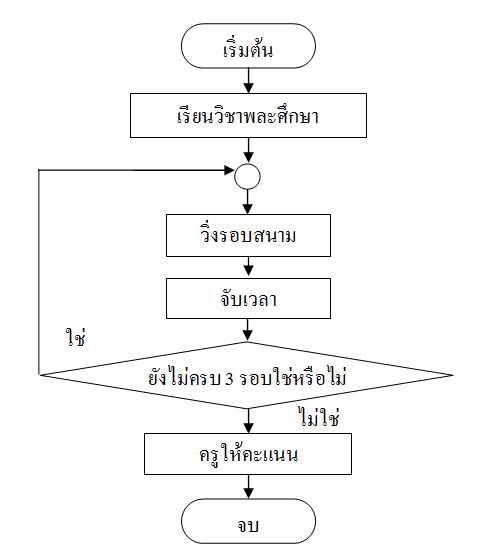 เริ่มต้น
เรียนวิชาพละศึกษา
วิ่งรอบสนาม
จับเวลา
ใช่
ยังไม่ครบ 3 รอบใช่หรือไม่
ไม่ใช่
ครูให้คะแนน
จบ